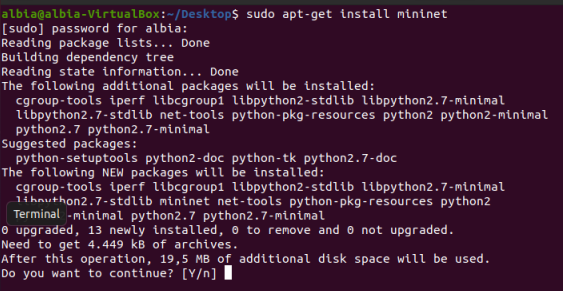 albia@albia-VirtualBox:~/Desktop$ sudo apt-get install mininet
[sudo] password for albia:
Reading package lists... Done
Building dependency tree
Reading state information... Done
The following additional packages will be installed:
  cgroup-tools iperf libcgroup1 libpython2-stdlib libpython2.7-minimal
  libpython2.7-stdlib net-tools python-pkg-resources python2 python2-minimal
  python2.7 python2.7-minimal
Suggested packages:
  python-setuptools python2-doc python-tk python2.7-doc
The following NEW packages will be installed:
  cgroup-tools iperf libcgroup1 libpython2-stdlib libpython2.7-minimal
  libpython2.7-stdlib mininet net-tools python-pkg-resources python2
Terminal
-minimal python2.7 python2.7-minimal
0 upgraded, 13 newly installed, 0 to remove and 0 not upgraded.
Need to get 4.449 kB of archives.
After this operation, 19,5 MB of additional disk space will be used.
Do you want to continue? [Y/n]